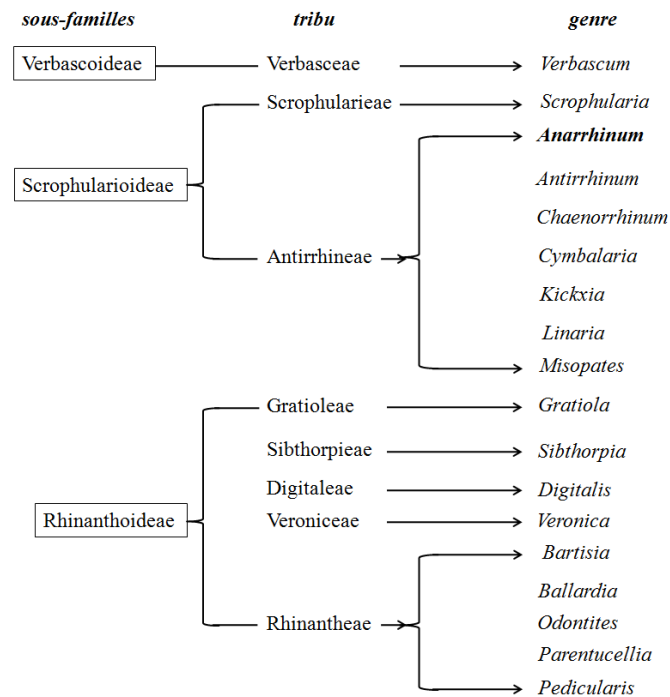 sous-familles tribu genre
Verbascoideae Verbasceae Verbascum
Scrophularieae Scrophularia
Anarrhinum
Scrophularioideae Antirrhinum
Chaenorrhinum
Antirrhineae Cymbalaria
Kickxia
Linaria
Misopates
Gratioleae Gratiola
Sibthorpieae Sibthorpia
Digitaleae Digitalis
Rhinanthoideae Veroniceae Veronica
Bartisia
Ballardia
Rhinantheae Odontites
Parentucellia
Pedicularis